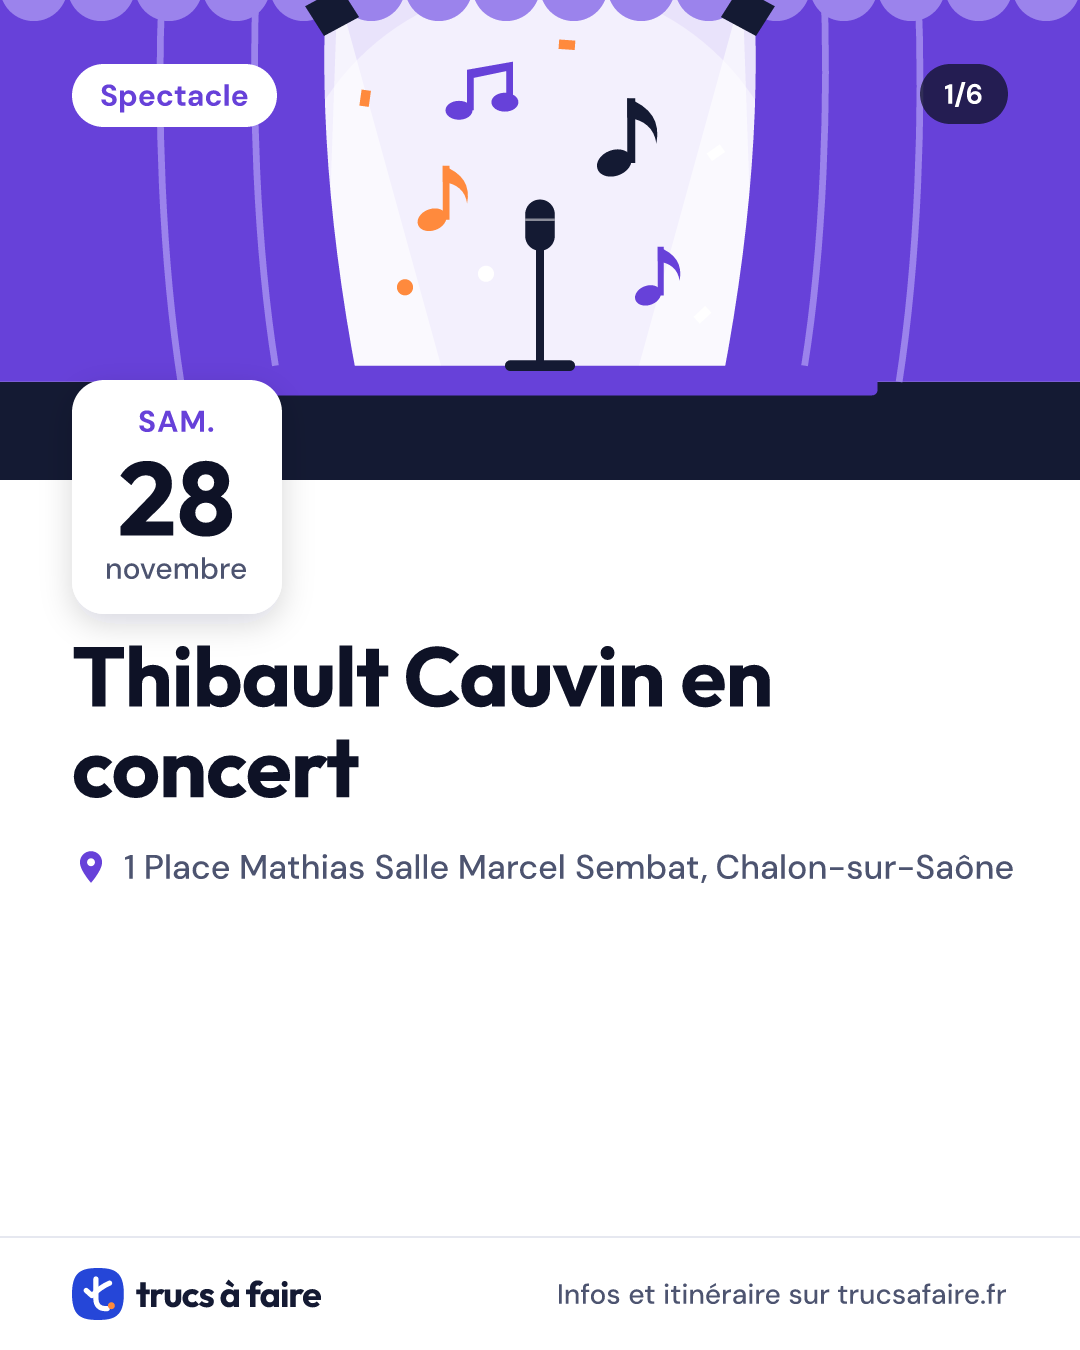 Spectacle
1/6
SAM.
28
novembre
Thibault Cauvin en
concert
1 Place Mathias Salle Marcel Sembat, Chalon-sur-Saône
trucs à faire
Infos et itinéraire sur trucsafaire.fr